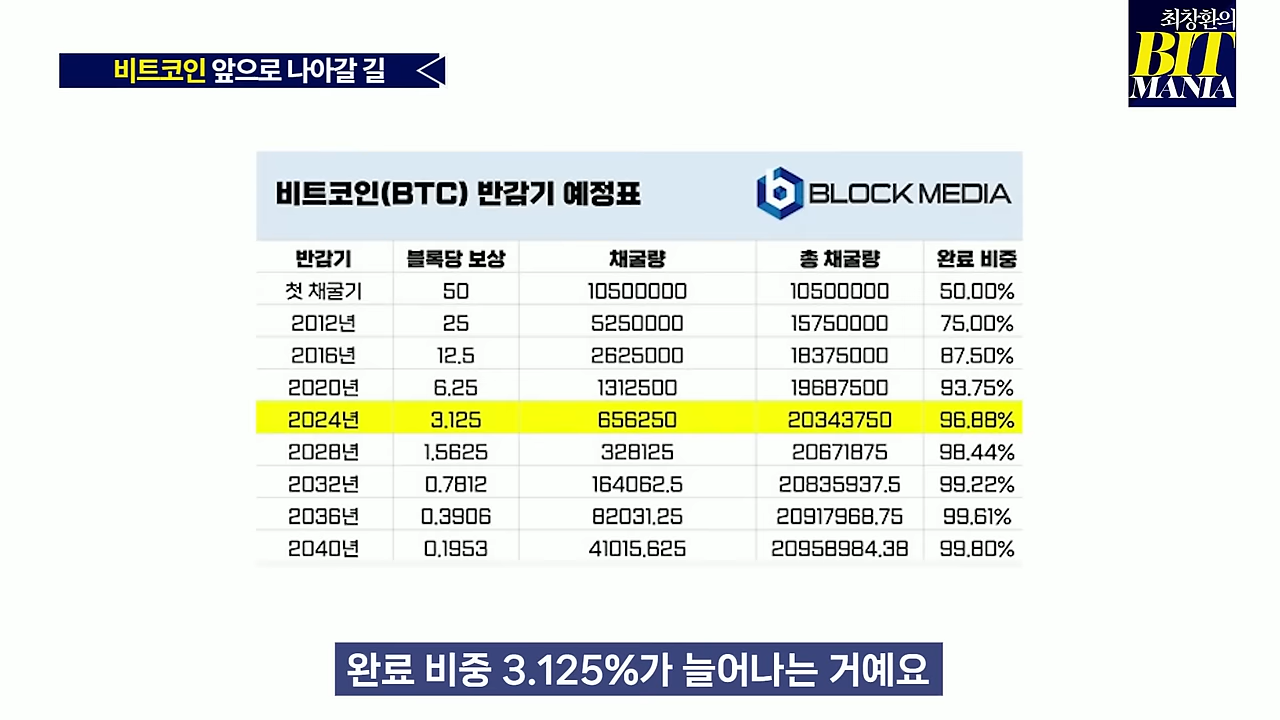 최창환의
BIT
MANIA
비트코인 앞으로 나아갈 길
비트코인(BTC) 반감기 예정표
BLOCK MEDIA
반감기 블록당 보상 채굴량 총 채굴량 완료 비중
첫 채굴기 50 10500000 10500000 50.00%
2012년 25 5250000 15750000 75.00%
2016년 12.5 2625000 18375000 87.50%
2020년 6.25 1312500 19687500 93.75%
2024년 3.125 656250 20343750 96.88%
2028년 1.5625 328125 20671875 98.44%
2032년 0.7812 164062.5 20835937.5 99.22%
2036년 0.3906 82031.25 20917968.75 99.61%
2040년 0.1953 41015.625 20958984.38 99.80%
완료 비중 3.125%가 늘어나는 거예요